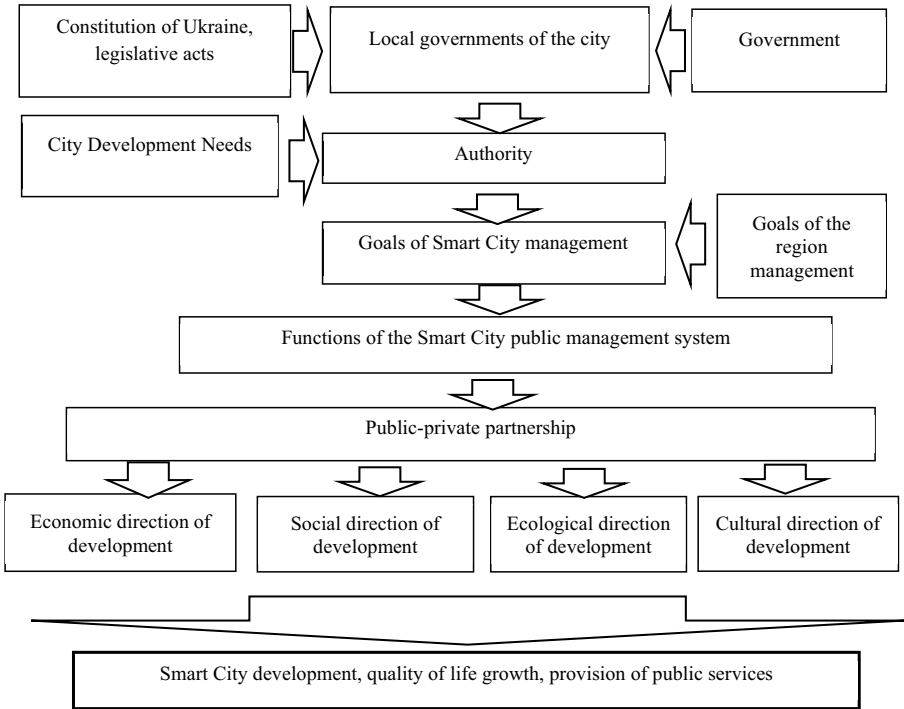 Constitution of Ukraine,
legislative acts
Local governments of the city
Government
City Development Needs
Authority
Goals of Smart City management
Goals of the
region
management
Functions of the Smart City public management system
Public-private partnership
Economic direction of
development
Social direction of
development
Ecological direction
of development
Cultural direction of
development
Smart City development, quality of life growth, provision of public services